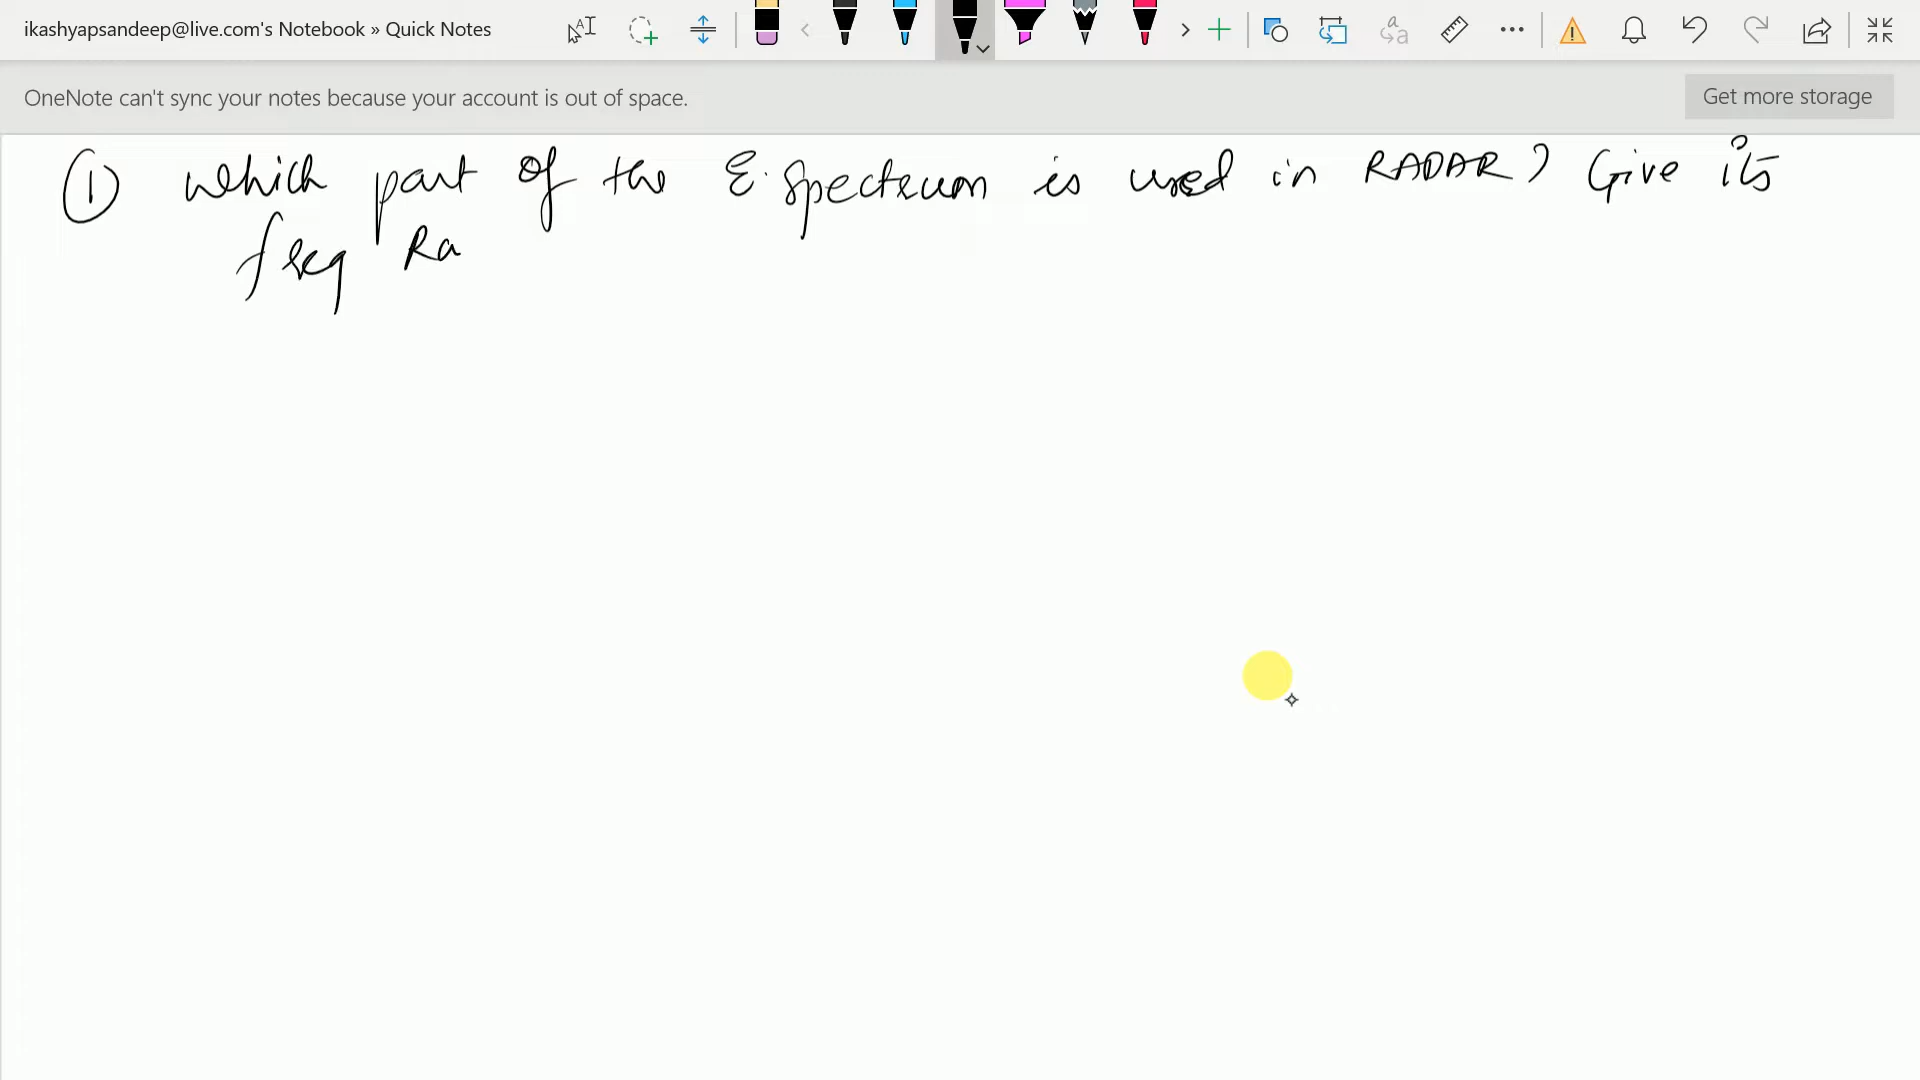 ikashyapsandeep@live.com's Notebook » Quick Notes
OneNote can't sync your notes because your account is out of space.
Get more storage
① which part of the E. Spectrum is used in RADAR? Give its
freq Ra